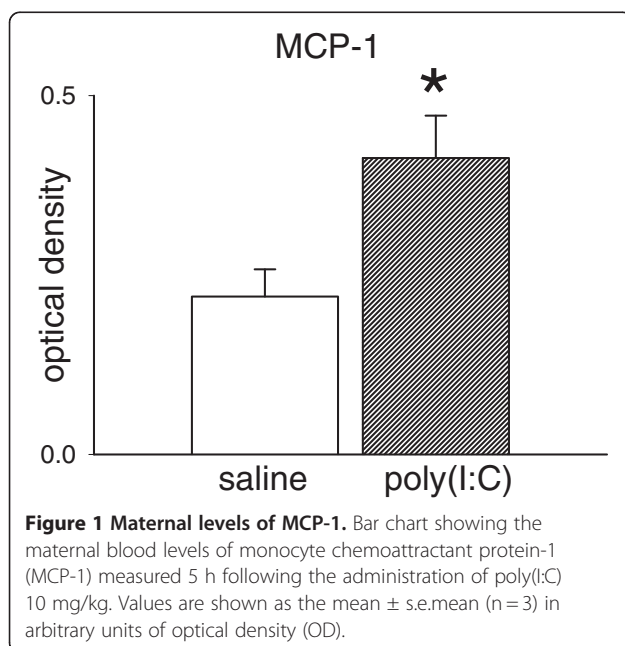 MCP-1
0.5
*
optical density
0.0
saline
poly(I:C)
Figure 1 Maternal levels of MCP-1. Bar chart showing the
maternal blood levels of monocyte chemoattractant protein-1
(MCP-1) measured 5 h following the administration of poly(I:C)
10 mg/kg. Values are shown as the mean ± s.e.mean (n = 3) in
arbitrary units of optical density (OD).